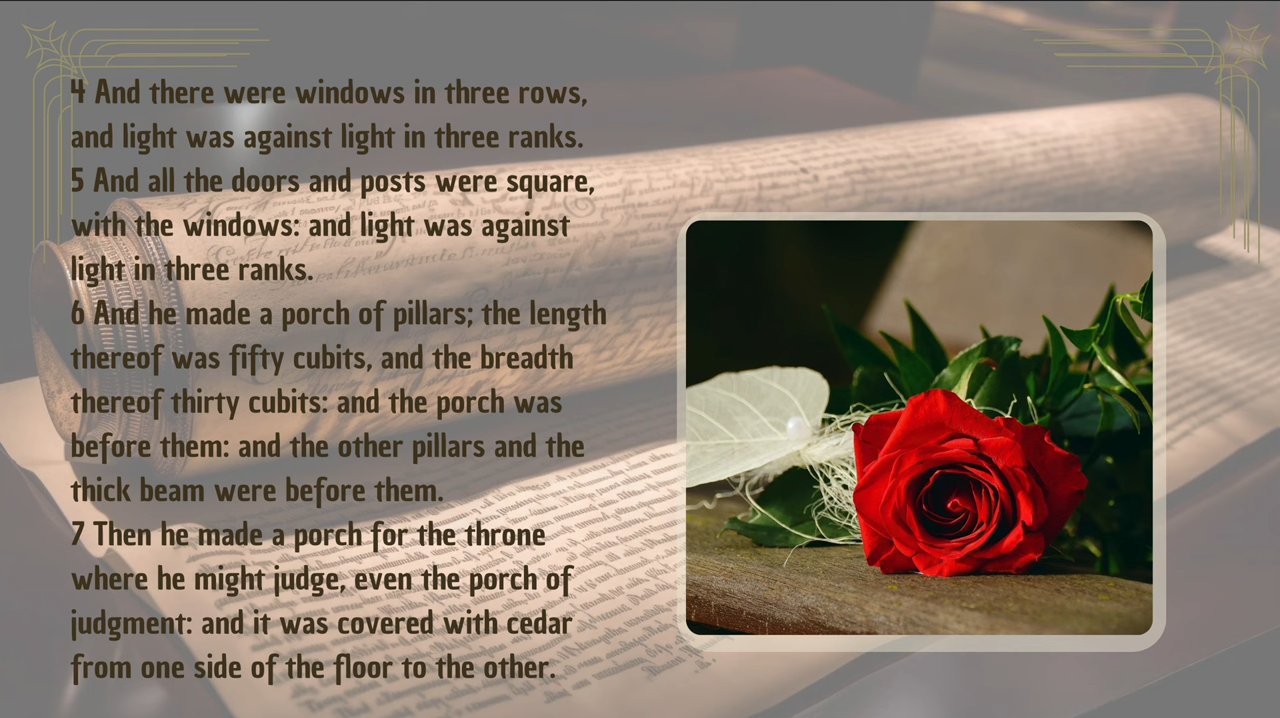 4 And there were windows in three rows,
and light was against light in three ranks.
5 And all the doors and posts were square,
with the windows: and light was against
light in three ranks.
6 And he made a porch of pillars; the length
thereof was fifty cubits, and the breadth
thereof thirty cubits: and the porch was
before them: and the other pillars and the
thick beam were before them.
7 Then he made a porch for the throne
where he might judge, even the porch of
judgment: and it was covered with cedar
from one side of the floor to the other.